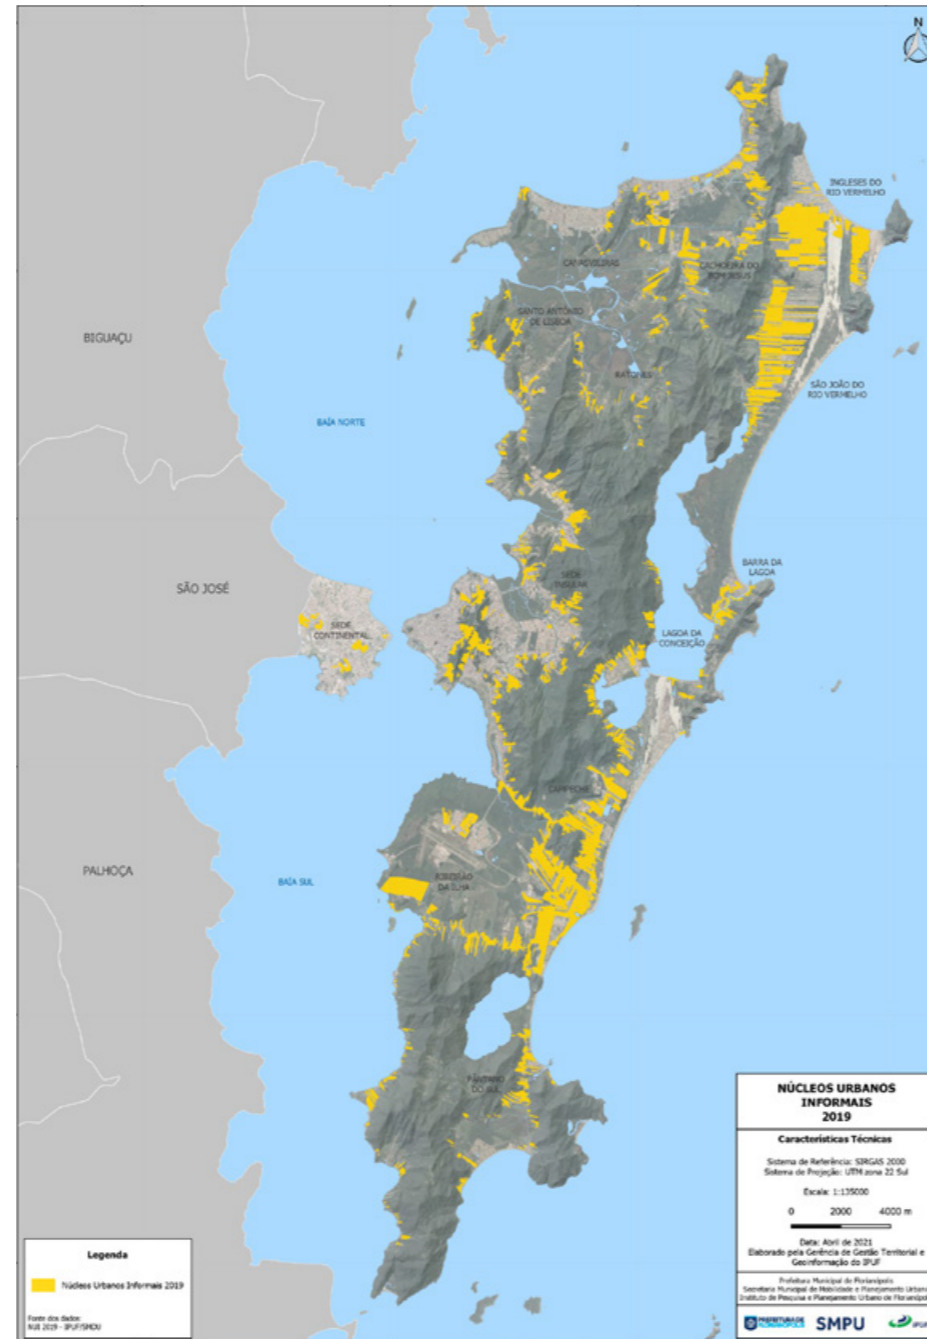 N
INGLESES DO
RIO VERMELHO
CANASVIEIRAS
CACHOEIRA DO
BOM JESUS
SANTO ANTÔNIO
DE LISBOA
BIGUAÇU
RATONES
SÃO JOÃO DO
RIO VERMELHO
BAÍA NORTE
BARRA DA
LAGOA
SÃO JOSÉ
SEDE
INSULAR
SEDE
CONTINENTAL
LAGOA DA
CONCEIÇÃO
CAMPECHE
PALHOÇA
BAÍA SUL
RIBEIRÃO
DA ILHA
PÂNTANO
DO SUL
NÚCLEOS URBANOS
INFORMAIS
2019
Características Técnicas
Sistema de Referência: SIRGAS 2000
Sistema de Projeção: UTM zona 22 Sul
Escala: 1:135000
0 2000 4000 m
Data: Abril de 2021
Elaborado pela Gerência de Gestão Territorial e
Geoinformação do IPUF
Prefeitura Municipal de Florianópolis
Secretaria Municipal de Mobilidade e Planejamento Urbano
Instituto de Pesquisa e Planejamento Urbano de Florianópolis
PREFEITURA DE
FLORIANÓPOLIS
SMPU
IPUF
Legenda
Núcleos Urbanos Informais 2019
Fonte dos dados:
NUI 2019 - IPUF/SMDU